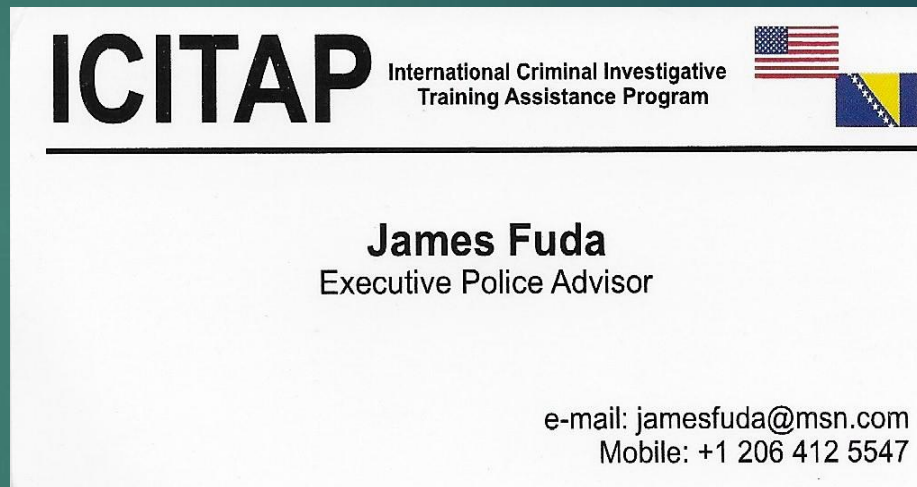 ICITAP
International Criminal Investigative
Training Assistance Program
James Fuda
Executive Police Advisor
e-mail: jamesfuda@msn.com
Mobile: +1 206 412 5547